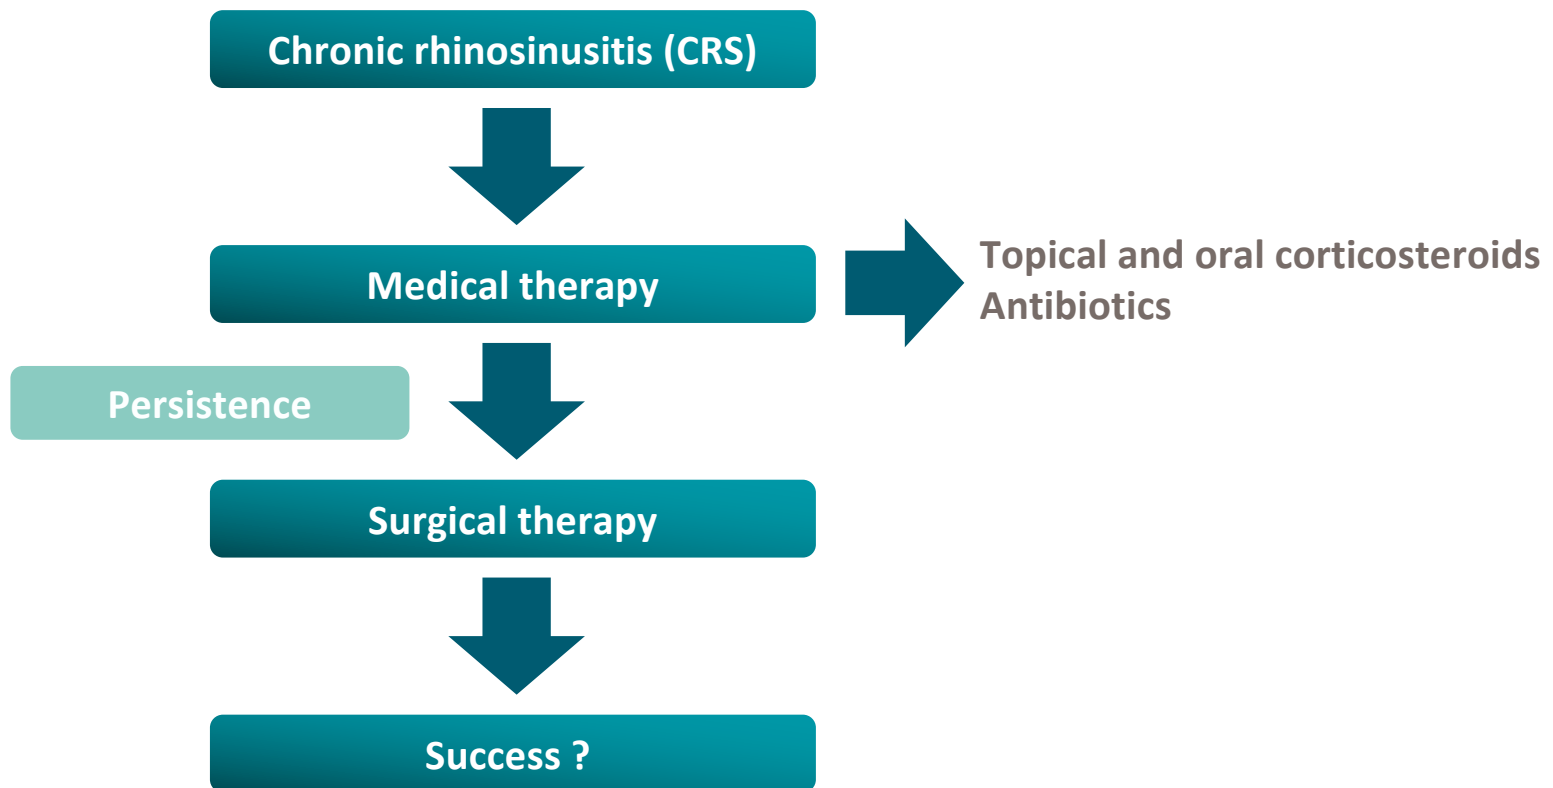 Chronic rhinosinusitis (CRS)
Medical therapy
Topical and oral corticosteroids
Antibiotics
Persistence
Surgical therapy
Success ?